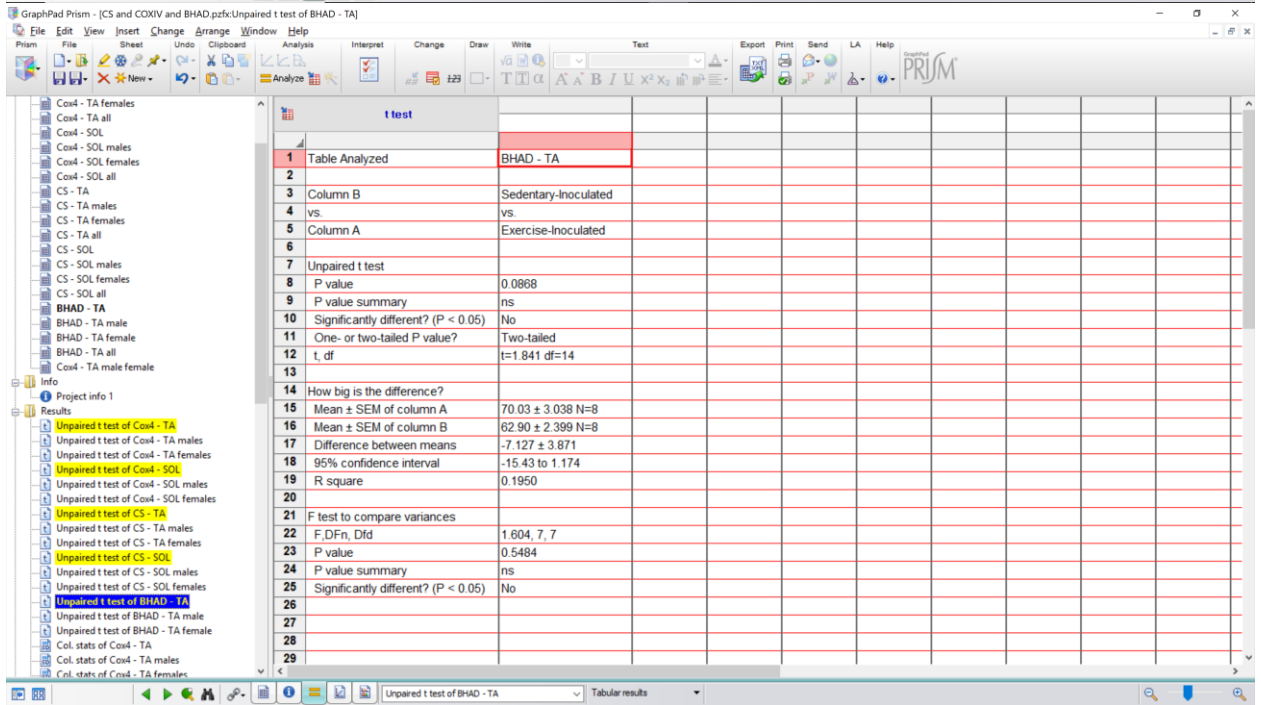 GraphPad Prism - [CS and COXIV and BHAD.pzfx:Unpaired t test of BHAD - TA]
File Edit View Insert Change Arrange Window Help
Prism File Sheet Undo Clipboard Analysis Interpret Change Draw Write Text Export Print Send LA Help
New
Analyze
GraphPad PRISM
Cox4 - TA females
Cox4 - TA all
Cox4 - SOL
Cox4 - SOL males
Cox4 - SOL females
Cox4 - SOL all
CS - TA
CS - TA males
CS - TA females
CS - TA all
CS - SOL
CS - SOL males
CS - SOL females
CS - SOL all
BHAD - TA
BHAD - TA male
BHAD - TA female
BHAD - TA all
Cox4 - TA male female
Info
Project info 1
Results
Unpaired t test of Cox4 - TA
Unpaired t test of Cox4 - TA males
Unpaired t test of Cox4 - TA females
Unpaired t test of Cox4 - SOL
Unpaired t test of Cox4 - SOL males
Unpaired t test of Cox4 - SOL females
Unpaired t test of CS - TA
Unpaired t test of CS - TA males
Unpaired t test of CS - TA females
Unpaired t test of CS - SOL
Unpaired t test of CS - SOL males
Unpaired t test of CS - SOL females
Unpaired t test of BHAD - TA
Unpaired t test of BHAD - TA male
Unpaired t test of BHAD - TA female
Col. stats of Cox4 - TA
Col. stats of Cox4 - TA males
Col. stats of Cox4 - TA females
t test
1 Table Analyzed BHAD - TA
2
3 Column B Sedentary-Inoculated
4 vs. vs.
5 Column A Exercise-Inoculated
6
7 Unpaired t test
8 P value 0.0868
9 P value summary ns
10 Significantly different? (P < 0.05) No
11 One- or two-tailed P value? Two-tailed
12 t, df t=1.841 df=14
13
14 How big is the difference?
15 Mean ± SEM of column A 70.03 ± 3.038 N=8
16 Mean ± SEM of column B 62.90 ± 2.399 N=8
17 Difference between means -7.127 ± 3.871
18 95% confidence interval -15.43 to 1.174
19 R square 0.1950
20
21 F test to compare variances
22 F,DFn, Dfd 1.604, 7, 7
23 P value 0.5484
24 P value summary ns
25 Significantly different? (P < 0.05) No
26
27
28
29
Unpaired t test of BHAD - TA Tabular results